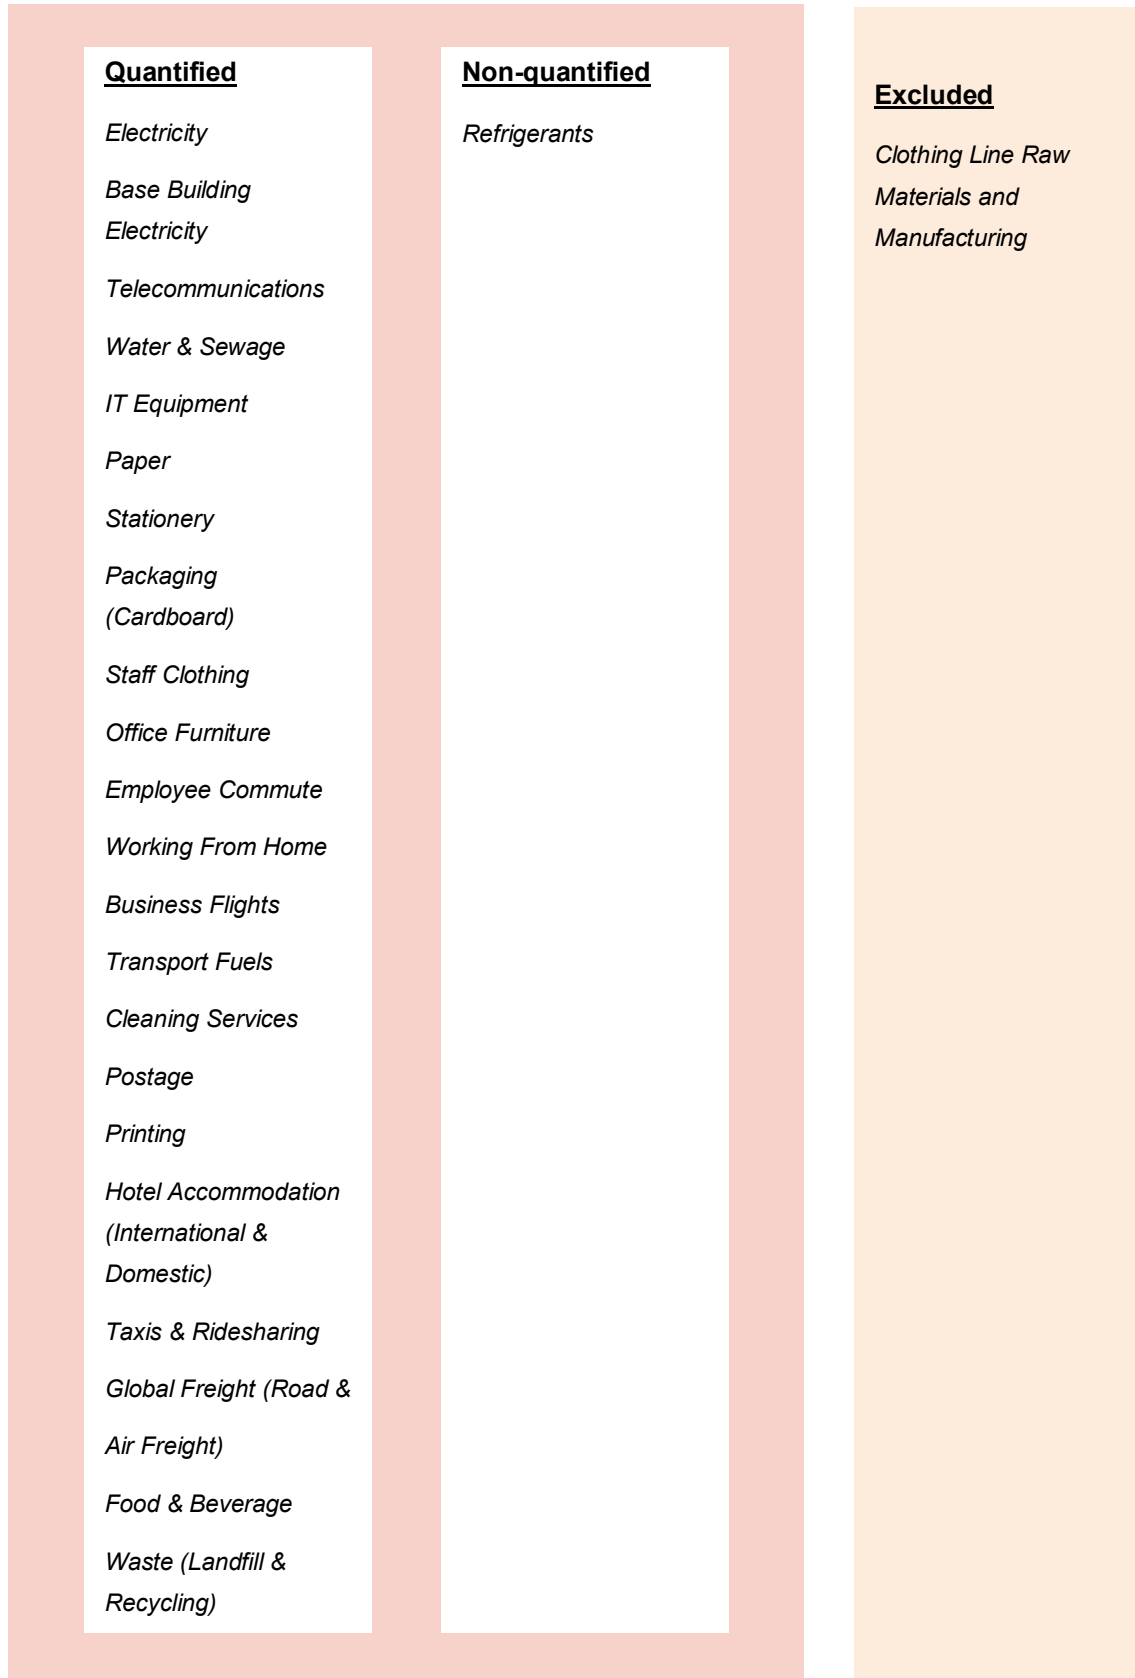 Quantified
Electricity
Base Building
Electricity
Telecommunications
Water & Sewage
IT Equipment
Paper
Stationery
Packaging
(Cardboard)
Staff Clothing
Office Furniture
Employee Commute
Working From Home
Business Flights
Transport Fuels
Cleaning Services
Postage
Printing
Hotel Accommodation
(International &
Domestic)
Taxis & Ridesharing
Global Freight (Road &
Air Freight)
Food & Beverage
Waste (Landfill &
Recycling)
Non-quantified
Refrigerants
Excluded
Clothing Line Raw
Materials and
Manufacturing